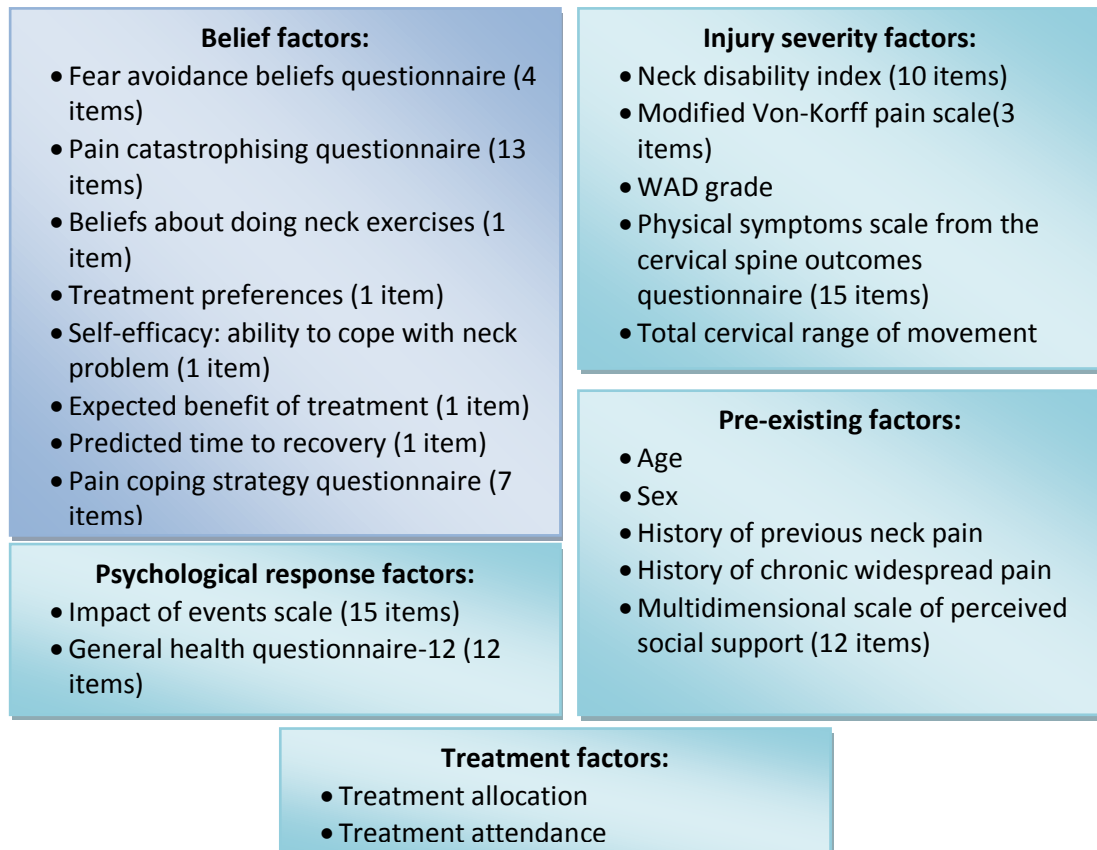 Belief factors:
• Fear avoidance beliefs questionnaire (4
items)
• Pain catastrophising questionnaire (13
items)
• Beliefs about doing neck exercises (1
item)
• Treatment preferences (1 item)
• Self-efficacy: ability to cope with neck
problem (1 item)
• Expected benefit of treatment (1 item)
• Predicted time to recovery (1 item)
• Pain coping strategy questionnaire (7
items)
Psychological response factors:
• Impact of events scale (15 items)
• General health questionnaire-12 (12
items)
Injury severity factors:
• Neck disability index (10 items)
• Modified Von-Korff pain scale(3
items)
• WAD grade
• Physical symptoms scale from the
cervical spine outcomes
questionnaire (15 items)
• Total cervical range of movement
Pre-existing factors:
• Age
• Sex
• History of previous neck pain
• History of chronic widespread pain
• Multidimensional scale of perceived
social support (12 items)
Treatment factors:
• Treatment allocation
• Treatment attendance